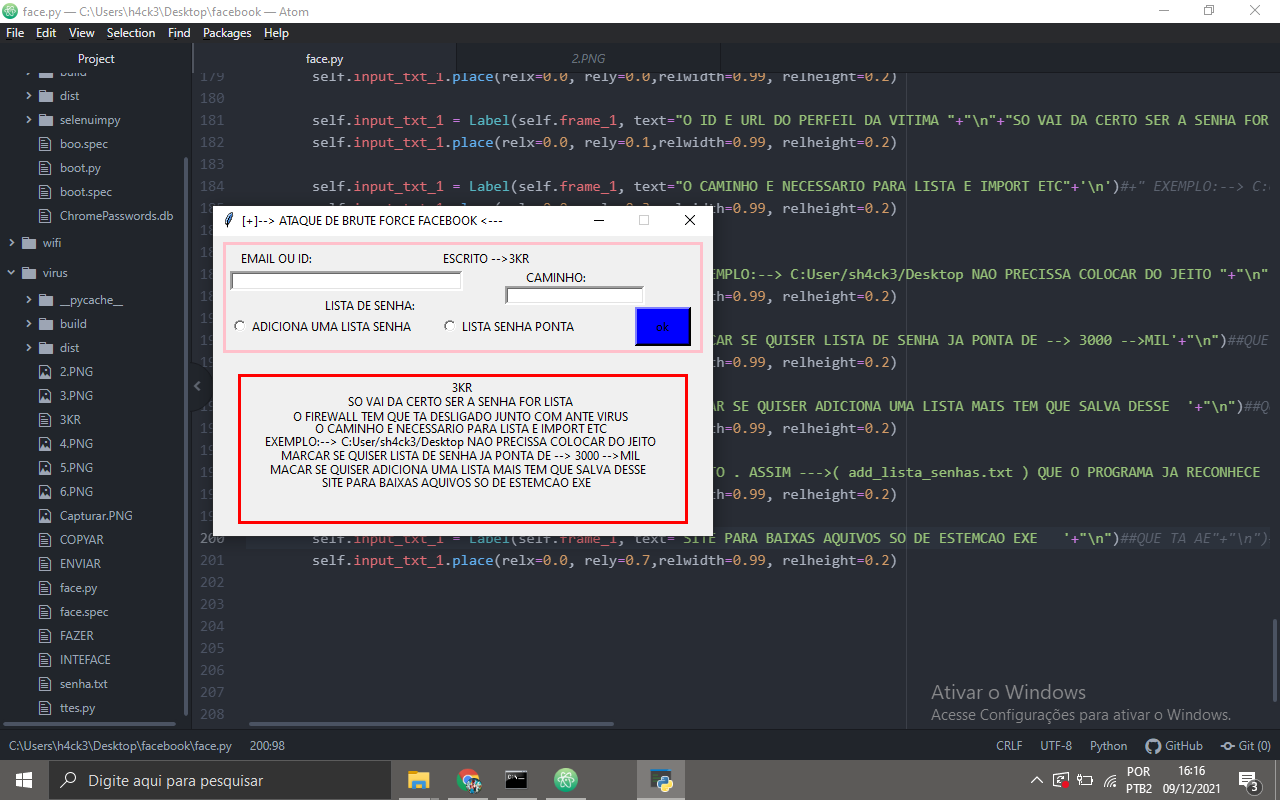 face.py — C:\Users\h4ck3\Desktop\facebook — Atom
File Edit View Selection Find Packages Help
Project
face.py
2.PNG
build
dist
selenuimpy
boo.spec
boot.py
boot.spec
ChromePasswords.db
wifi
virus
__pycache__
build
dist
2.PNG
3.PNG
3KR
4.PNG
5.PNG
6.PNG
Capturar.PNG
COPYAR
ENVIAR
face.py
face.spec
FAZER
INTEFACE
senha.txt
ttes.py
179 self.input_txt_1.place(relx=0.0, rely=0.0,relwidth=0.99, relheight=0.2)
180
181 self.input_txt_1 = Label(self.frame_1, text="O ID E URL DO PERFEIL DA VITIMA "+"\n"+"SO VAI DA CERTO SER A SENHA FOR
182 self.input_txt_1.place(relx=0.0, rely=0.1,relwidth=0.99, relheight=0.2)
183
184 self.input_txt_1 = Label(self.frame_1, text="O CAMINHO E NECESSARIO PARA LISTA E IMPORT ETC"+'\n')#+" EXEMPLO:--> C:
=0.99, relheight=0.2)
EMPLO:--> C:User/sh4ck3/Desktop NAO PRECISSA COLOCAR DO JEITO "+"\n"
=0.99, relheight=0.2)
CAR SE QUISER LISTA DE SENHA JA PONTA DE --> 3000 -->MIL'+"\n")##QUE
=0.99, relheight=0.2)
AR SE QUISER ADICIONA UMA LISTA MAIS TEM QUE SALVA DESSE '+"\n")##Q
=0.99, relheight=0.2)
TO . ASSIM --->( add_lista_senhas.txt ) QUE O PROGRAMA JA RECONHECE
=0.99, relheight=0.2)
200 self.input_txt_1 = Label(self.frame_1, text=' SITE PARA BAIXAS AQUIVOS SO DE ESTEMCAO EXE '+"\n")##QUE TA AE"+"\n")
201 self.input_txt_1.place(relx=0.0, rely=0.7,relwidth=0.99, relheight=0.2)
202
203
204
205
206
207
208
[+]--> ATAQUE DE BRUTE FORCE FACEBOOK <---
EMAIL OU ID:
ESCRITO -->3KR
CAMINHO:
LISTA DE SENHA:
ADICIONA UMA LISTA SENHA
LISTA SENHA PONTA
ok
3KR
SO VAI DA CERTO SER A SENHA FOR LISTA
O FIREWALL TEM QUE TA DESLIGADO JUNTO COM ANTE VIRUS
O CAMINHO E NECESSARIO PARA LISTA E IMPORT ETC
EXEMPLO:--> C:User/sh4ck3/Desktop NAO PRECISSA COLOCAR DO JEITO
MARCAR SE QUISER LISTA DE SENHA JA PONTA DE --> 3000 -->MIL
MACAR SE QUISER ADICIONA UMA LISTA MAIS TEM QUE SALVA DESSE
SITE PARA BAIXAS AQUIVOS SO DE ESTEMCAO EXE
Ativar o Windows
Acesse Configurações para ativar o Windows.
C:\Users\h4ck3\Desktop\facebook\face.py 200:98
CRLF UTF-8 Python GitHub Git (0)
Digite aqui para pesquisar
POR
PTB2
16:16
09/12/2021
3